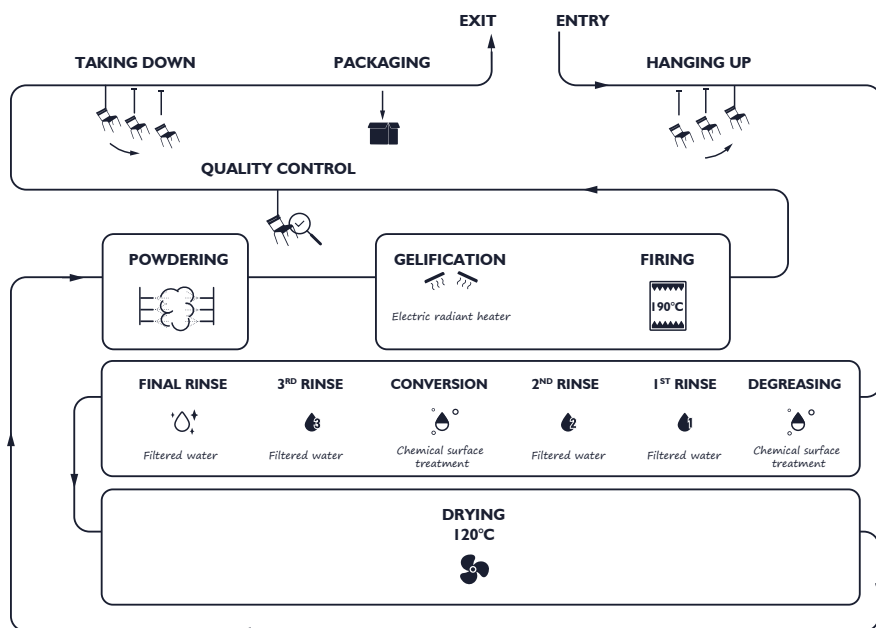 EXIT
ENTRY
TAKING DOWN
PACKAGING
HANGING UP
QUALITY CONTROL
POWDERING
GELIFICATION
FIRING
190°C
Electric radiant heater
FINAL RINSE
3RD RINSE
CONVERSION
2ND RINSE
1ST RINSE
DEGREASING
3
2
1
Filtered water
Filtered water
Chemical surface
treatment
Filtered water
Filtered water
Chemical surface
treatment
DRYING
120°C